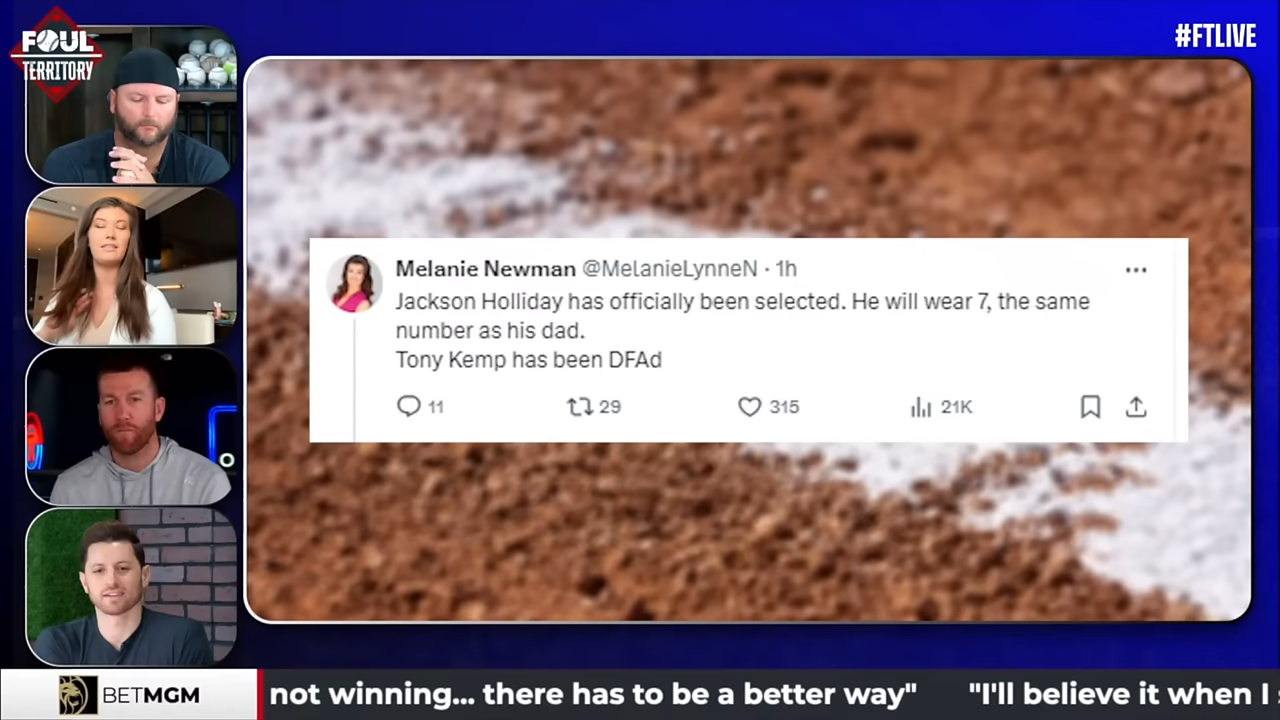 FOUL
TERRITORY
#FTLIVE
Melanie Newman @MelanieLynneN · 1h
Jackson Holliday has officially been selected. He will wear 7, the same
number as his dad.
Tony Kemp has been DFAd
11 29 315 21K
BETMGM
not winning... there has to be a better way" "I'll believe it when I